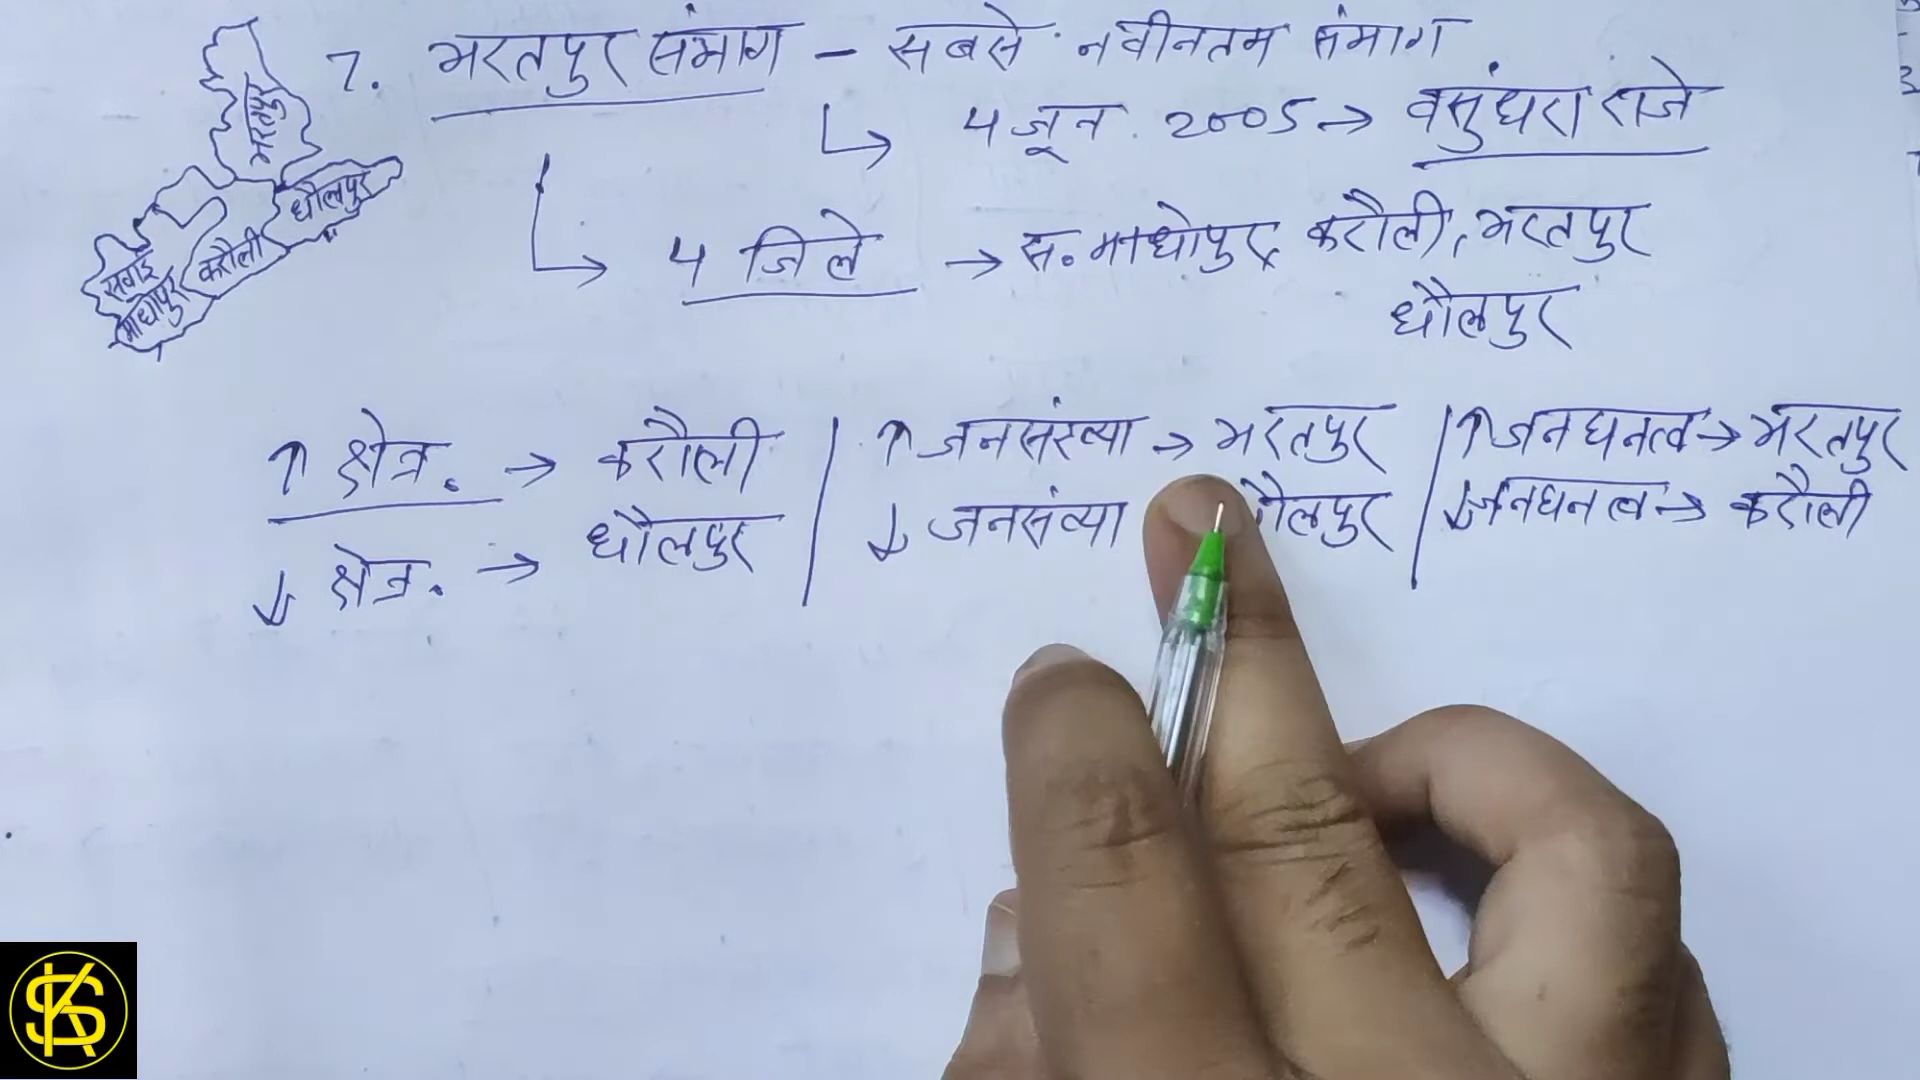 7. भरतपुर संभाग - सबसे नवीनतम संभाग
↳ 4 जून 2005 → वसुंधरा राजे
↳ 4 जिले → स. माधोपुर, करौली, भरतपुर
धौलपुर
भरतपुर
धौलपुर
करौली
सवाई
माधोपुर
↑ क्षेत्र. → करौली | ↑ जनसंख्या → भरतपुर | ↑ जनघनत्व → भरतपुर
↓ क्षेत्र. → धौलपुर | ↓ जनसंख्या | ↓ जनघनत्व → करौली